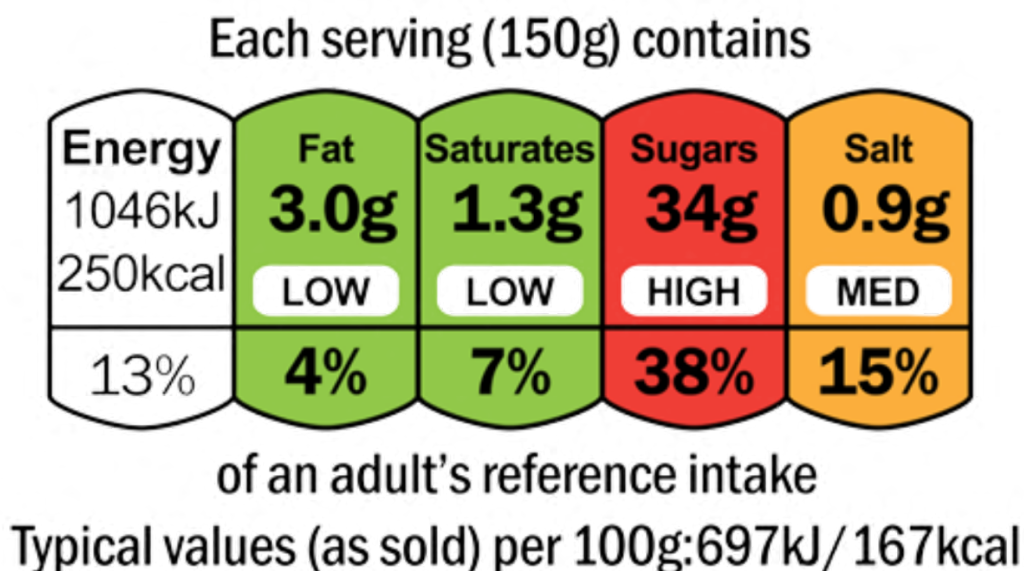 Each serving (150g) contains
Energy
1046kJ
250kcal
13%
Fat
3.0g
LOW
4%
Saturates
1.3g
LOW
7%
Sugars
34g
HIGH
38%
Salt
0.9g
MED
15%
of an adult's reference intake
Typical values (as sold) per 100g:697kJ/ 167kcal